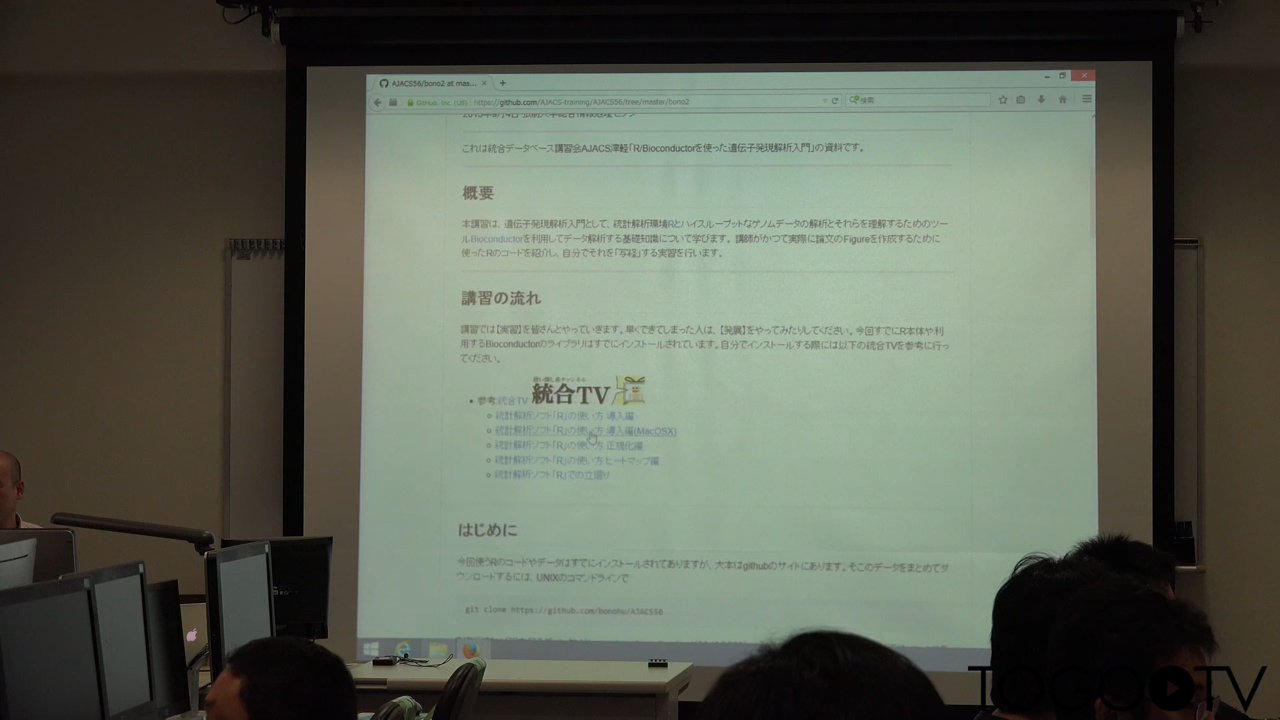 AJACS56/bono2 at mas...
GitHub, Inc. (US) https://github.com/AJACS-training/AJACS56/tree/master/bono2
検索
これは統合データベース講習会AJACS津軽「R/Bioconductorを使った遺伝子発現解析入門」の資料です。
概要
本講習は、遺伝子発現解析入門として、統計解析環境Rとハイスループットなゲノムデータの解析とそれらを理解するためのツー
ルBioconductorを利用してデータ解析する基礎知識について学びます。講師がかつて実際に論文のFigureを作成するために
使ったRのコードを紹介し、自分でそれを「写経」する実習を行います。
講習の流れ
講習では【実習】を皆さんとやっていきます。早くできてしまった人は、【発展】をやってみたりしてください。今回すでにR本体や利
用するBioconductorのライブラリはすでにインストールされています。自分でインストールする際には以下の統合TVを参考に行っ
てください。
参考:統合TV 統合TV
統計解析ソフト「R」の使い方 導入編
統計解析ソフト「R」の使い方 導入編(MacOSX)
統計解析ソフト「R」の使い方 正規化編
統計解析ソフト「R」の使い方 ヒートマップ編
統計解析ソフト「R」での
はじめに
今回使うRのコードやデータはすでにインストールされてありますが、大本はgithubのサイトにあります。そこのデータをまとめてダ
ウンロードするには、UNIXのコマンドラインで
git clone https://github.com/bonohu/AJACS56
TOGOTV